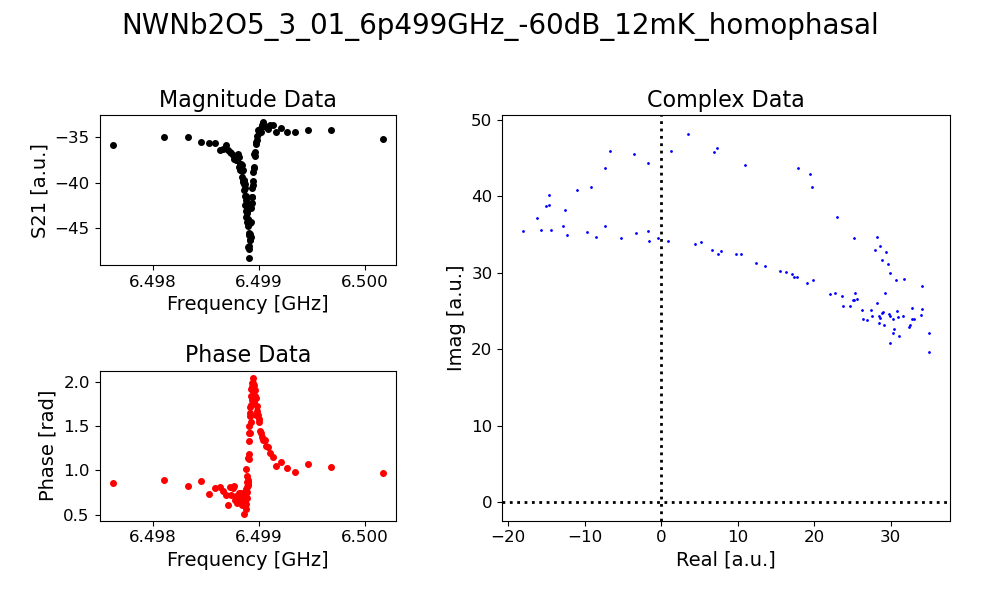 NWNb2O5_3_01_6p499GHz_-60dB_12mK_homophasal
Magnitude Data
S21 [a.u.]
−35
−40
−45
6.498 6.499 6.500
Frequency [GHz]
Phase Data
Phase [rad]
2.0
1.5
1.0
0.5
6.498 6.499 6.500
Frequency [GHz]
Complex Data
Imag [a.u.]
50
40
30
20
10
0
−20 −10 0 10 20 30
Real [a.u.]